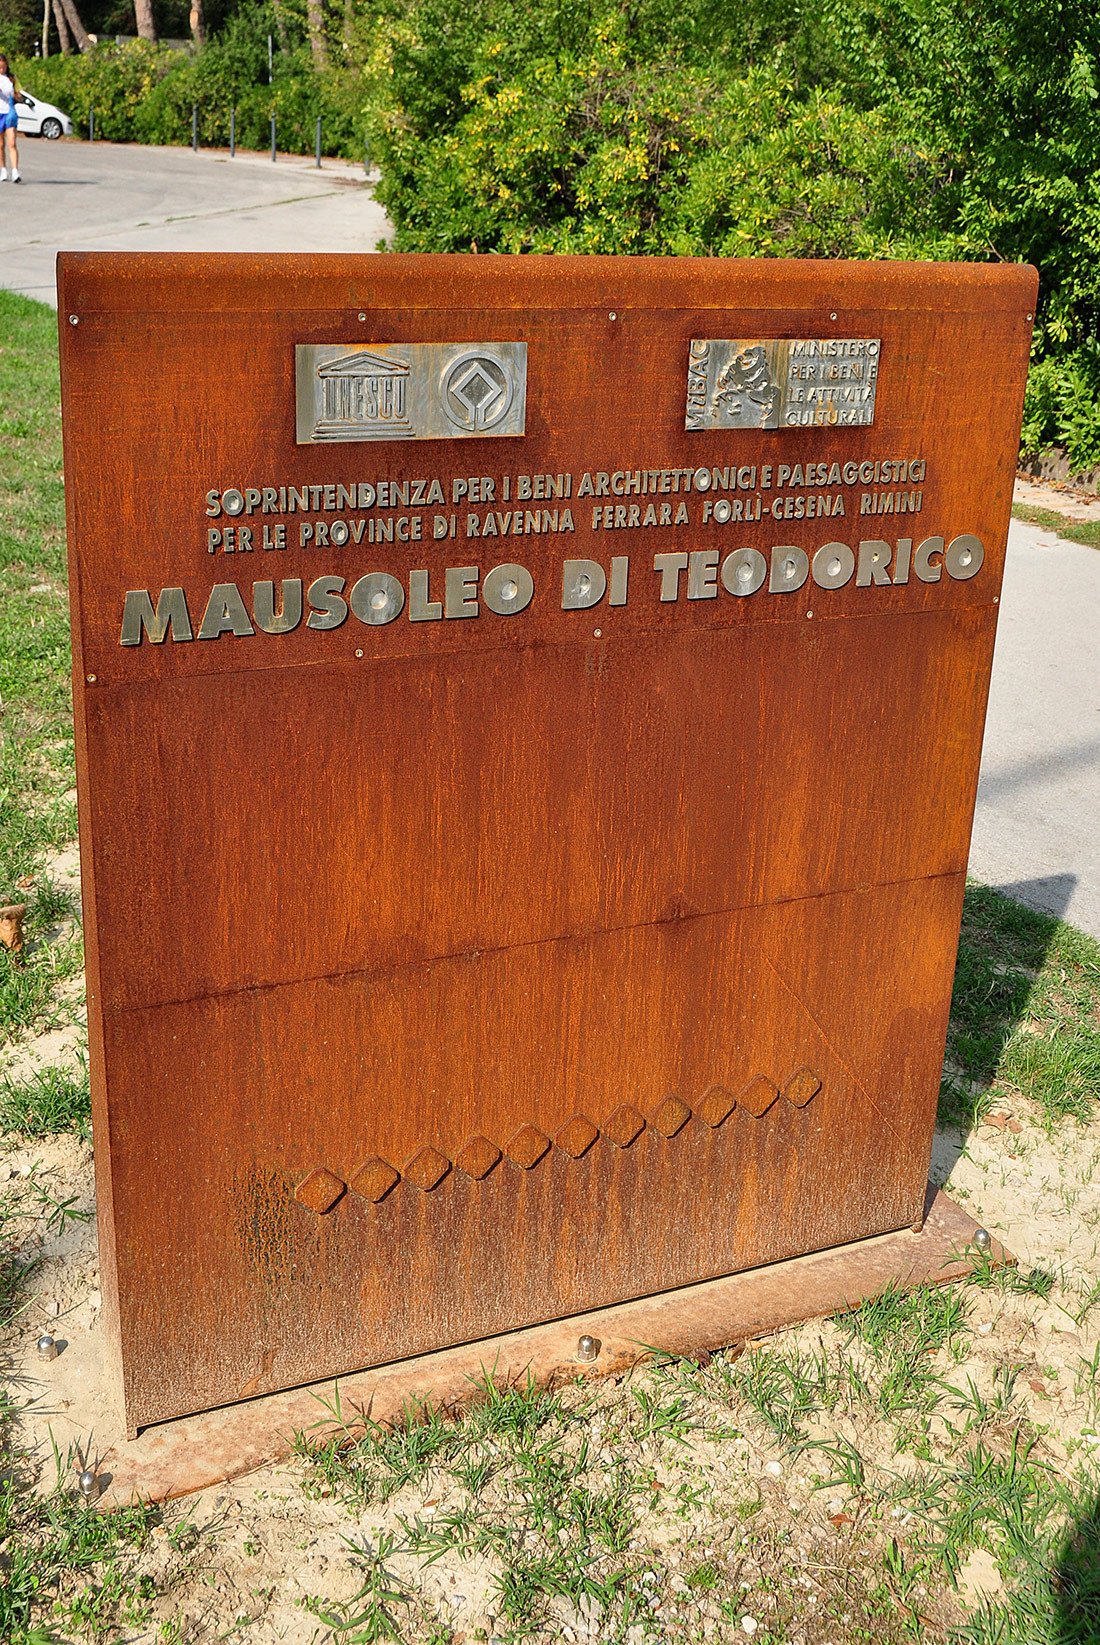 UNESCO
MiBAC
MINISTERO
PER I BENI E
LE ATTIVITÀ
CULTURALI
SOPRINTENDENZA PER I BENI ARCHITETTONICI E PAESAGGISTICI
PER LE PROVINCE DI RAVENNA FERRARA FORLÌ-CESENA RIMINI
MAUSOLEO DI TEODORICO